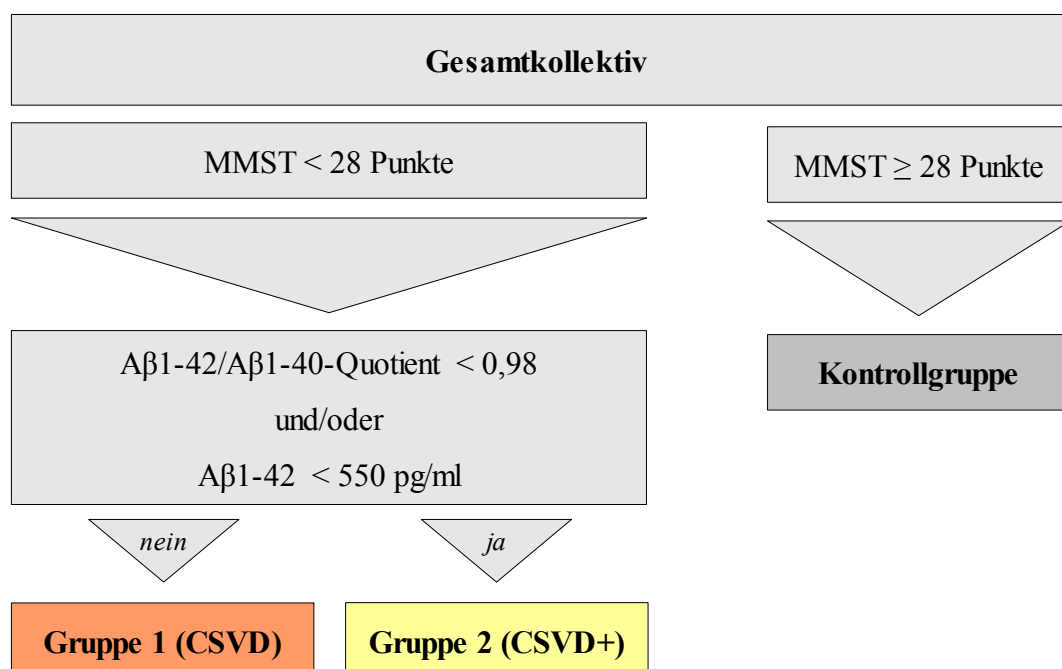 Gesamtkollektiv
MMST < 28 Punkte
MMST ≥ 28 Punkte
Aβ1-42/Aβ1-40-Quotient < 0,98
und/oder
Aβ1-42 < 550 pg/ml
Kontrollgruppe
nein
ja
Gruppe 1 (CSVD)
Gruppe 2 (CSVD+)